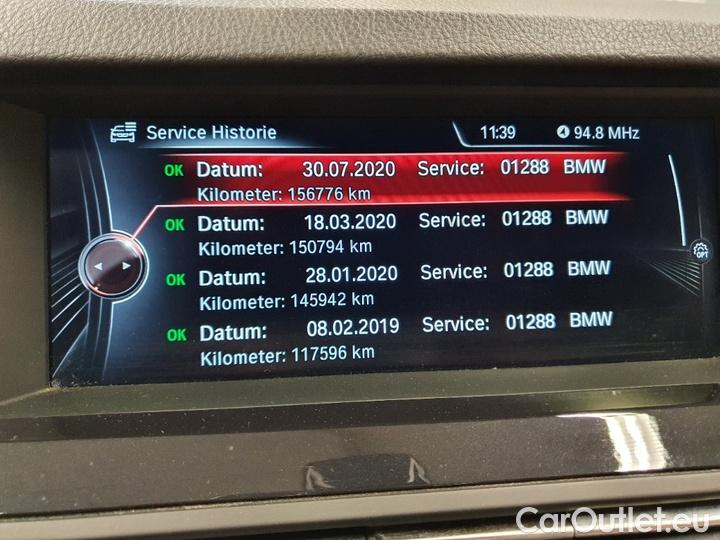 Service Historie 11:39 94.8 MHz
OK Datum: 30.07.2020 Service: 01288 BMW
Kilometer: 156776 km
OK Datum: 18.03.2020 Service: 01288 BMW
Kilometer: 150794 km
OK Datum: 28.01.2020 Service: 01288 BMW
Kilometer: 145942 km
OK Datum: 08.02.2019 Service: 01288 BMW
Kilometer: 117596 km
OPT
CarOutlet.eu